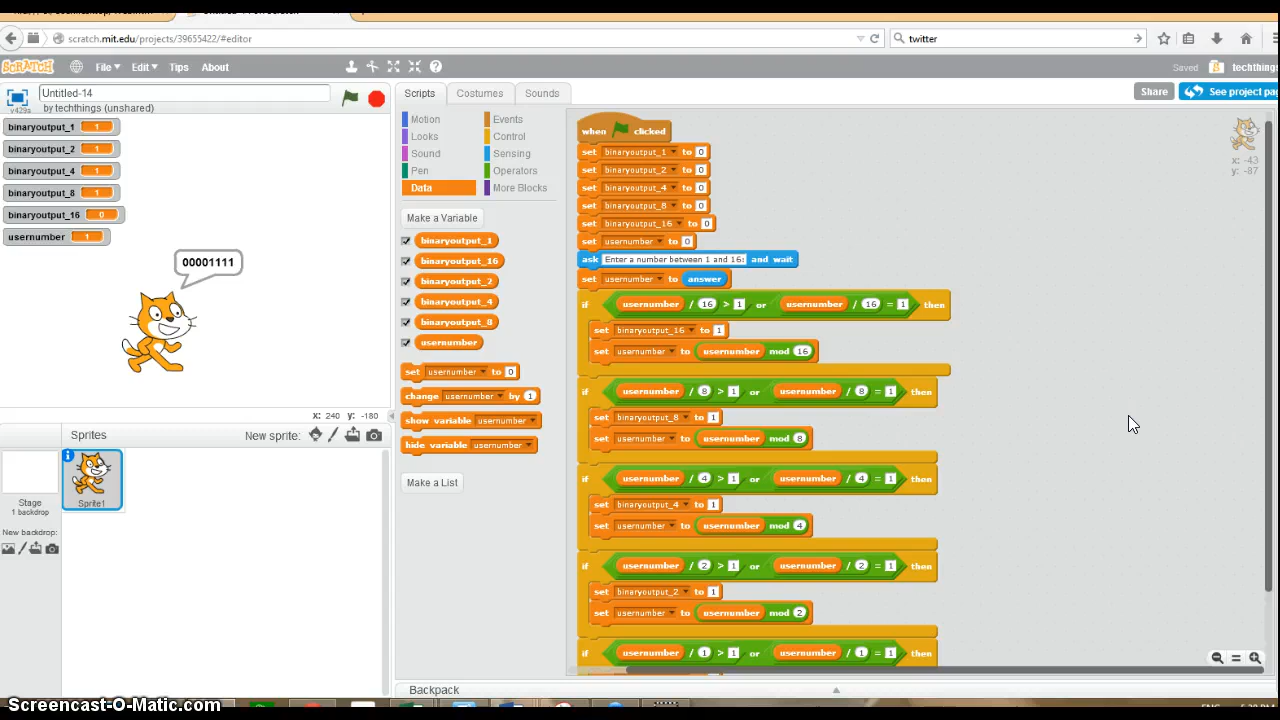 scratch.mit.edu/projects/39655422/#editor
twitter
SCRATCH
File
Edit
Tips
About
Saved
techthings
Untitled-14
by techthings (unshared)
v429a
Scripts
Costumes
Sounds
Share
See project pag
binaryoutput_1 1
binaryoutput_2 1
binaryoutput_4 1
binaryoutput_8 1
binaryoutput_16 0
usernumber 1
00001111
x: 240 y: -180
Sprites
New sprite:
Stage
1 backdrop
New backdrop:
Sprite1
Motion
Events
Looks
Control
Sound
Sensing
Pen
Operators
Data
More Blocks
Make a Variable
binaryoutput_1
binaryoutput_16
binaryoutput_2
binaryoutput_4
binaryoutput_8
usernumber
set usernumber to 0
change usernumber by 1
show variable usernumber
hide variable usernumber
Make a List
when clicked
set binaryoutput_1 to 0
set binaryoutput_2 to 0
set binaryoutput_4 to 0
set binaryoutput_8 to 0
set binaryoutput_16 to 0
set usernumber to 0
ask Enter a number between 1 and 16: and wait
set usernumber to answer
if usernumber / 16 > 1 or usernumber / 16 = 1 then
set binaryoutput_16 to 1
set usernumber to usernumber mod 16
if usernumber / 8 > 1 or usernumber / 8 = 1 then
set binaryoutput_8 to 1
set usernumber to usernumber mod 8
if usernumber / 4 > 1 or usernumber / 4 = 1 then
set binaryoutput_4 to 1
set usernumber to usernumber mod 4
if usernumber / 2 > 1 or usernumber / 2 = 1 then
set binaryoutput_2 to 1
set usernumber to usernumber mod 2
if usernumber / 1 > 1 or usernumber / 1 = 1 then
x: -43
y: -87
Backpack
Screencast-O-Matic.com